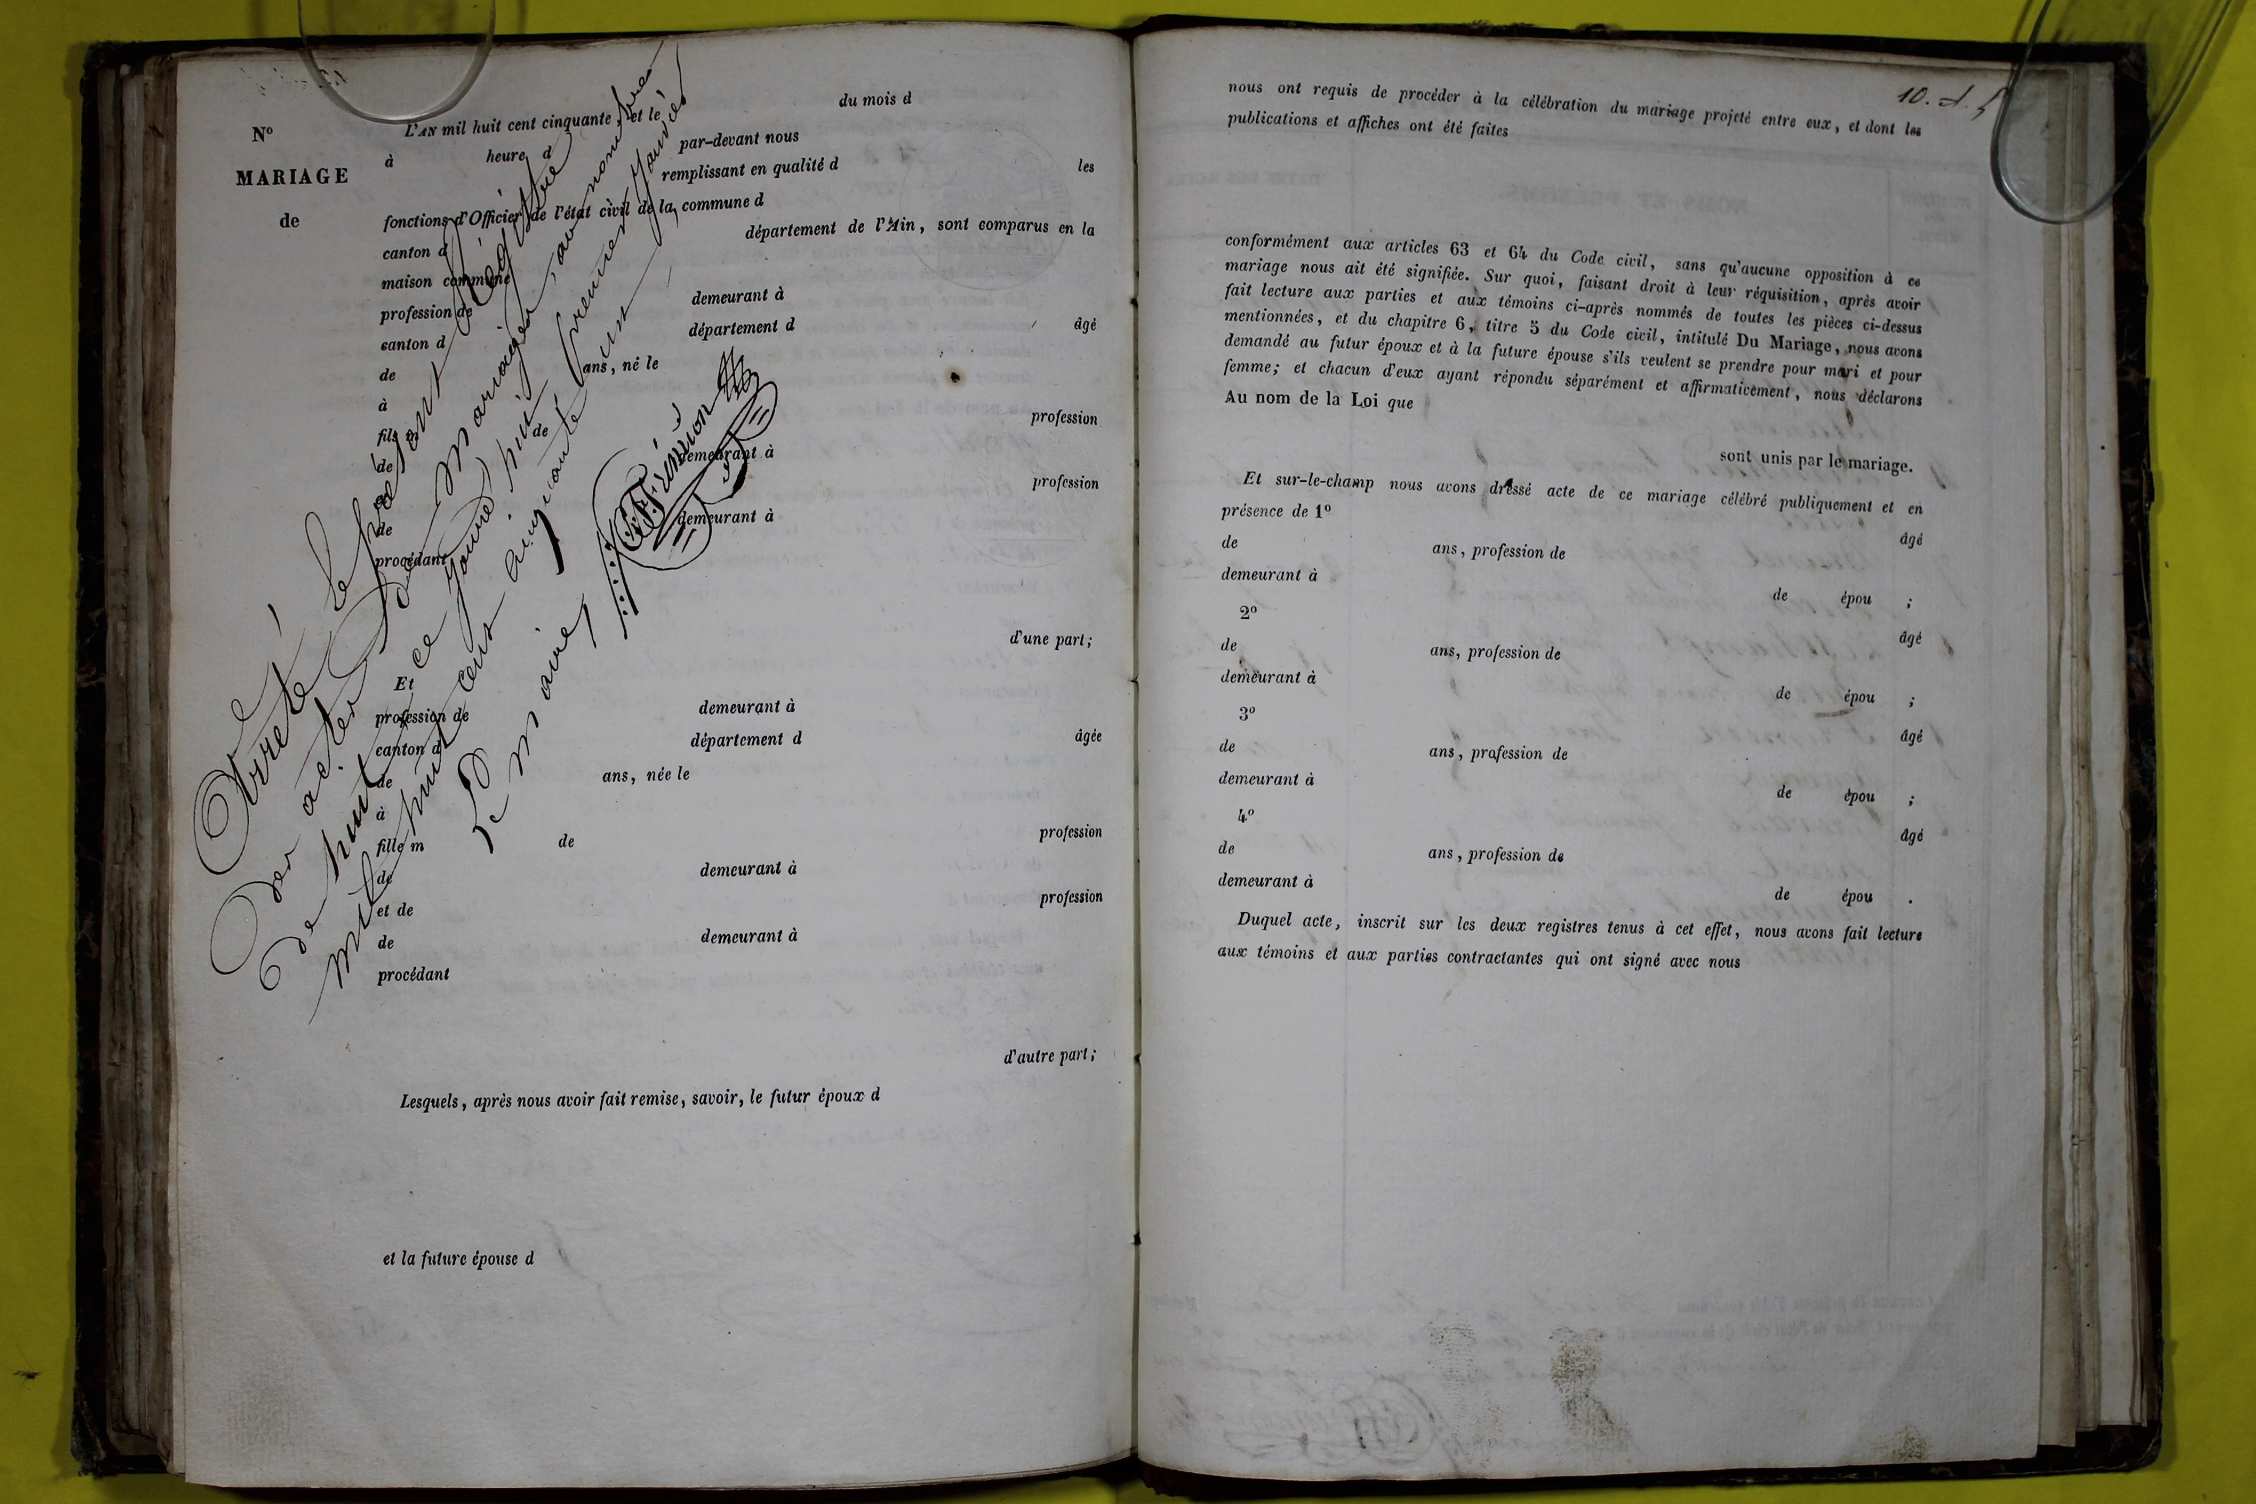 Nº
MARIAGE
de
L'AN mil huit cent cinquante et le du mois d
à heure d par-devant nous
remplissant en qualité d les
fonctions d'Officier de l'état civil de la commune d
canton d département de l'Ain, sont comparus en la
maison commune
profession de demeurant à
canton d département d âgé
de ans, né le
à
fils m de profession
de demeurant à
et de profession
de demeurant à
procédant
d'une part;
Et
profession de demeurant à
canton d département d âgée
de ans, née le
à
fille m de profession
de demeurant à
et de profession
de demeurant à
procédant
d'autre part;
Lesquels, après nous avoir fait remise, savoir, le futur époux d
et la future épouse d
Arrêté le présent régistre
des actes de mariages, au nombre
de huit, ce jourd'hui premier janvier
mil huit cent cinquante un,
Le Maire,
10. d. f
nous ont requis de procéder à la célébration du mariage projeté entre eux, et dont les
publications et affiches ont été faites
conformément aux articles 63 et 64 du Code civil, sans qu'aucune opposition à ce
mariage nous ait été signifiée. Sur quoi, faisant droit à leur réquisition, après avoir
fait lecture aux parties et aux témoins ci-après nommés de toutes les pièces ci-dessus
mentionnées, et du chapitre 6, titre 5 du Code civil, intitulé Du Mariage, nous avons
demandé au futur époux et à la future épouse s'ils veulent se prendre pour mari et pour
femme; et chacun d'eux ayant répondu séparément et affirmativement, nous déclarons
Au nom de la Loi que
sont unis par le mariage.
Et sur-le-champ nous avons dressé acte de ce mariage célébré publiquement et en
présence de 1º âgé
de ans, profession de
demeurant à de épou ;
2º âgé
de ans, profession de
demeurant à de épou ;
3º âgé
de ans, profession de
demeurant à de épou ;
4º âgé
de ans, profession de
demeurant à de épou .
Duquel acte, inscrit sur les deux registres tenus à cet effet, nous avons fait lecture
aux témoins et aux parties contractantes qui ont signé avec nous